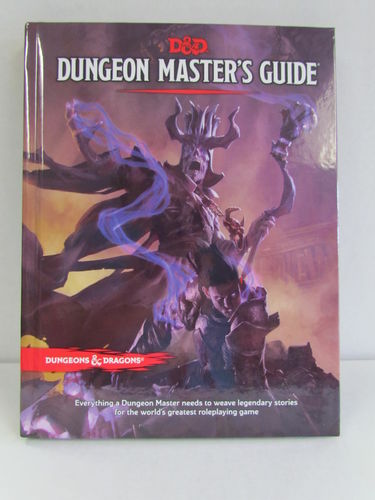 D&D
DUNGEON MASTER'S GUIDE®
DUNGEONS & DRAGONS®
Everything a Dungeon Master needs to weave legendary stories
for the world's greatest roleplaying game